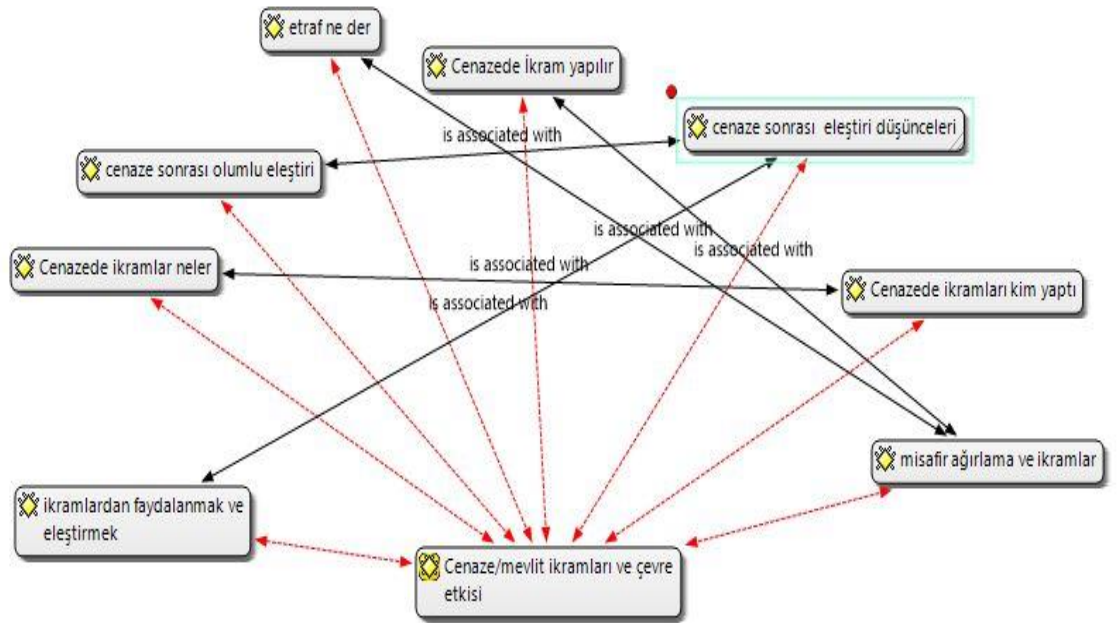 etraf ne der
Cenazede İkram yapılır
cenaze sonrası eleştiri düşünceleri
is associated with
cenaze sonrası olumlu eleştiri
is associated with
is associated with
Cenazede ikramlar neler
is associated with
Cenazede ikramları kim yaptı
is associated with
misafir ağırlama ve ikramlar
ikramlardan faydalanmak ve
eleştirmek
Cenaze/mevlit ikramları ve çevre
etkisi